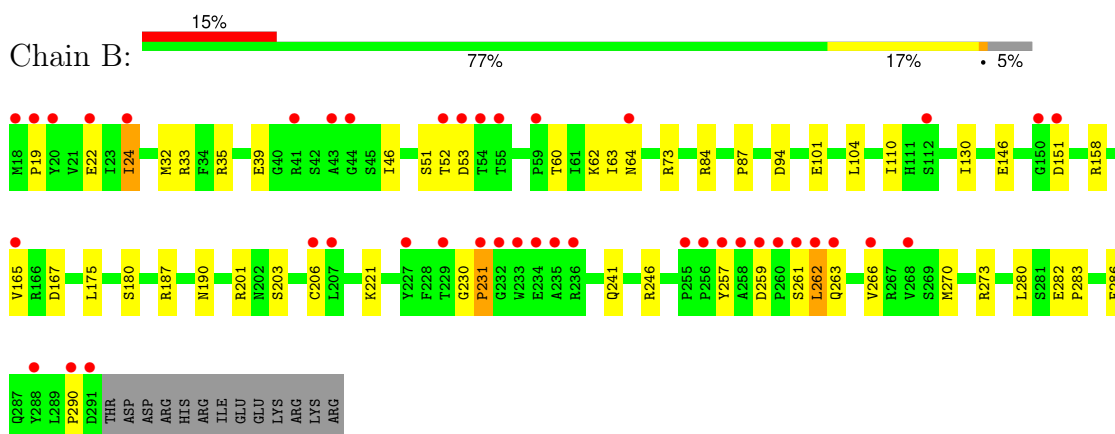 15%
Chain B:
77% 17% • 5%
M18 P19 Y20 V21 E22 I23 I24 M32 R33 F34 R35 E39 G40 R41 S42 A43 G44 S45 I46 S51 T52 D53 T54 T55 P59 T60 I61 K62 I63 N64 R73 R84 P87 D94 E101 L104 I110 H111 S112 I130 E146 G150 D151 R158
V165 R166 D167 L175 S180 R187 N190 R201 N202 S203 C206 L207 K221 Y227 F228 T229 G230 P231 G232 W233 E234 A235 R236 Q241 R246 P255 P256 Y257 A258 D259 P260 S261 L262 Q263 V266 R267 V268 S269 M270 R273 L280 S281 E282 P283
Q287 Y288 L289 P290 D291 THR ASP ASP ARG HIS ARG ILE GLU GLU LYS ARG LYS ARG